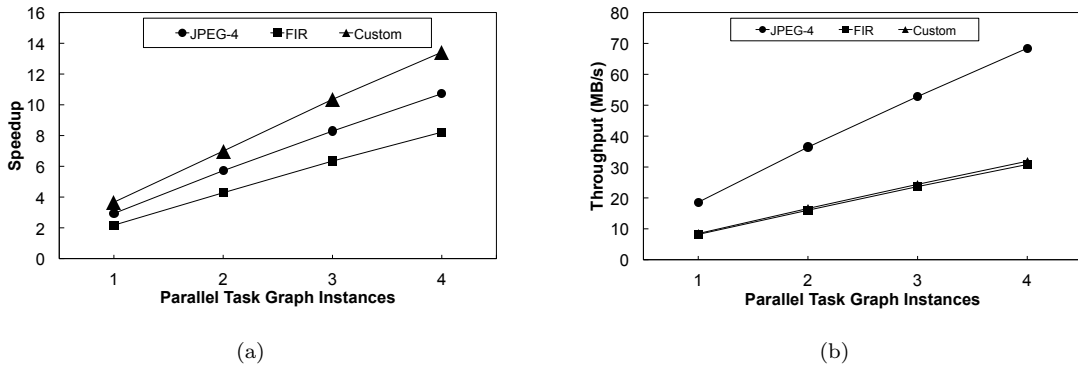 16
14
12
10
8
6
4
2
0
Speedup
JPEG-4 FIR Custom
1 2 3 4
Parallel Task Graph Instances
(a)
80
70
60
50
40
30
20
10
0
Throughput (MB/s)
JPEG-4 FIR Custom
1 2 3 4
Parallel Task Graph Instances
(b)